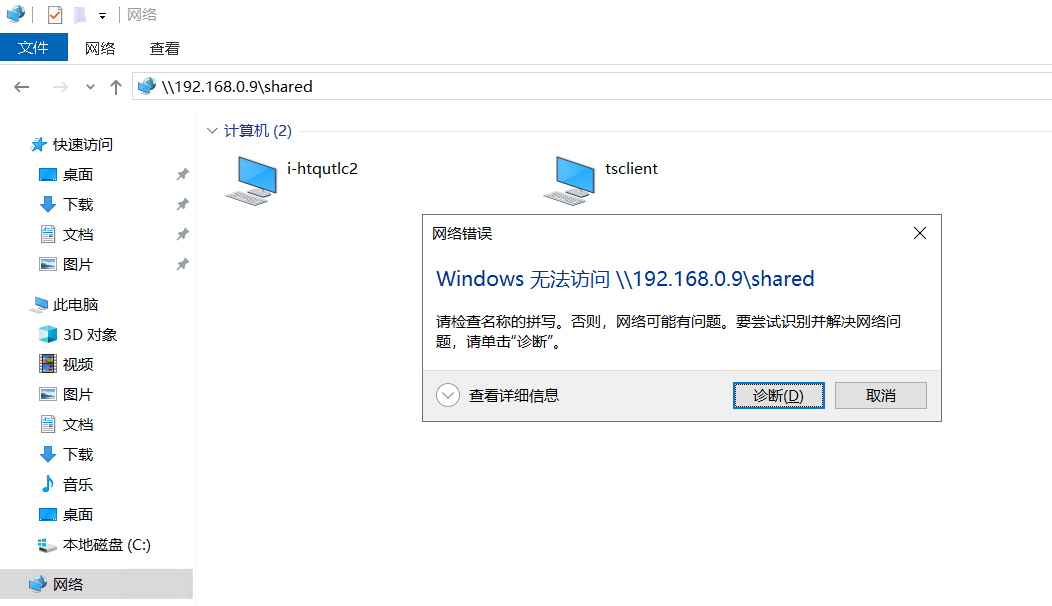 网络
文件 网络 查看
\\192.168.0.9\shared
快速访问
桌面
下载
文档
图片
此电脑
3D 对象
视频
图片
文档
下载
音乐
桌面
本地磁盘 (C:)
网络
计算机 (2)
i-htqutlc2
tsclient
网络错误
Windows 无法访问 \\192.168.0.9\shared
请检查名称的拼写。否则，网络可能有问题。要尝试识别并解决网络问
题，请单击“诊断”。
查看详细信息
诊断(D)
取消